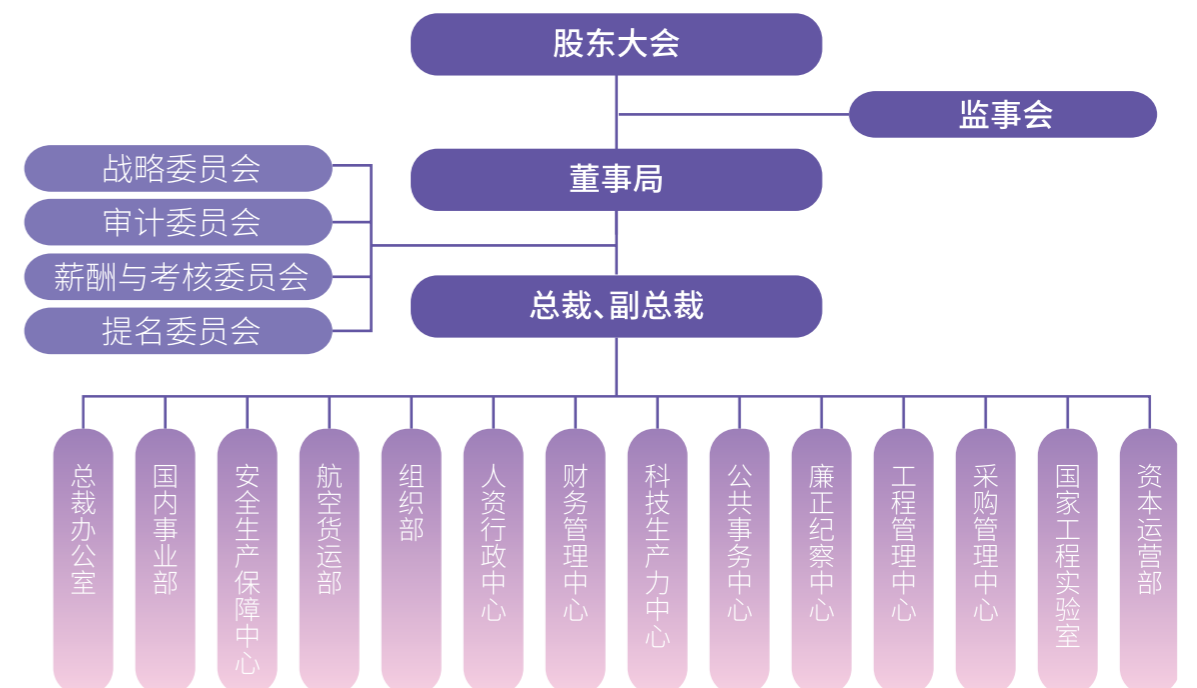 股东大会
监事会
董事局
战略委员会
审计委员会
薪酬与考核委员会
提名委员会
总裁、副总裁
总裁办公室
国内事业部
安全生产保障中心
航空货运部
组织部
人资行政中心
财务管理中心
科技生产力中心
公共事务中心
廉正纪察中心
工程管理中心
采购管理中心
国家工程实验室
资本运营部